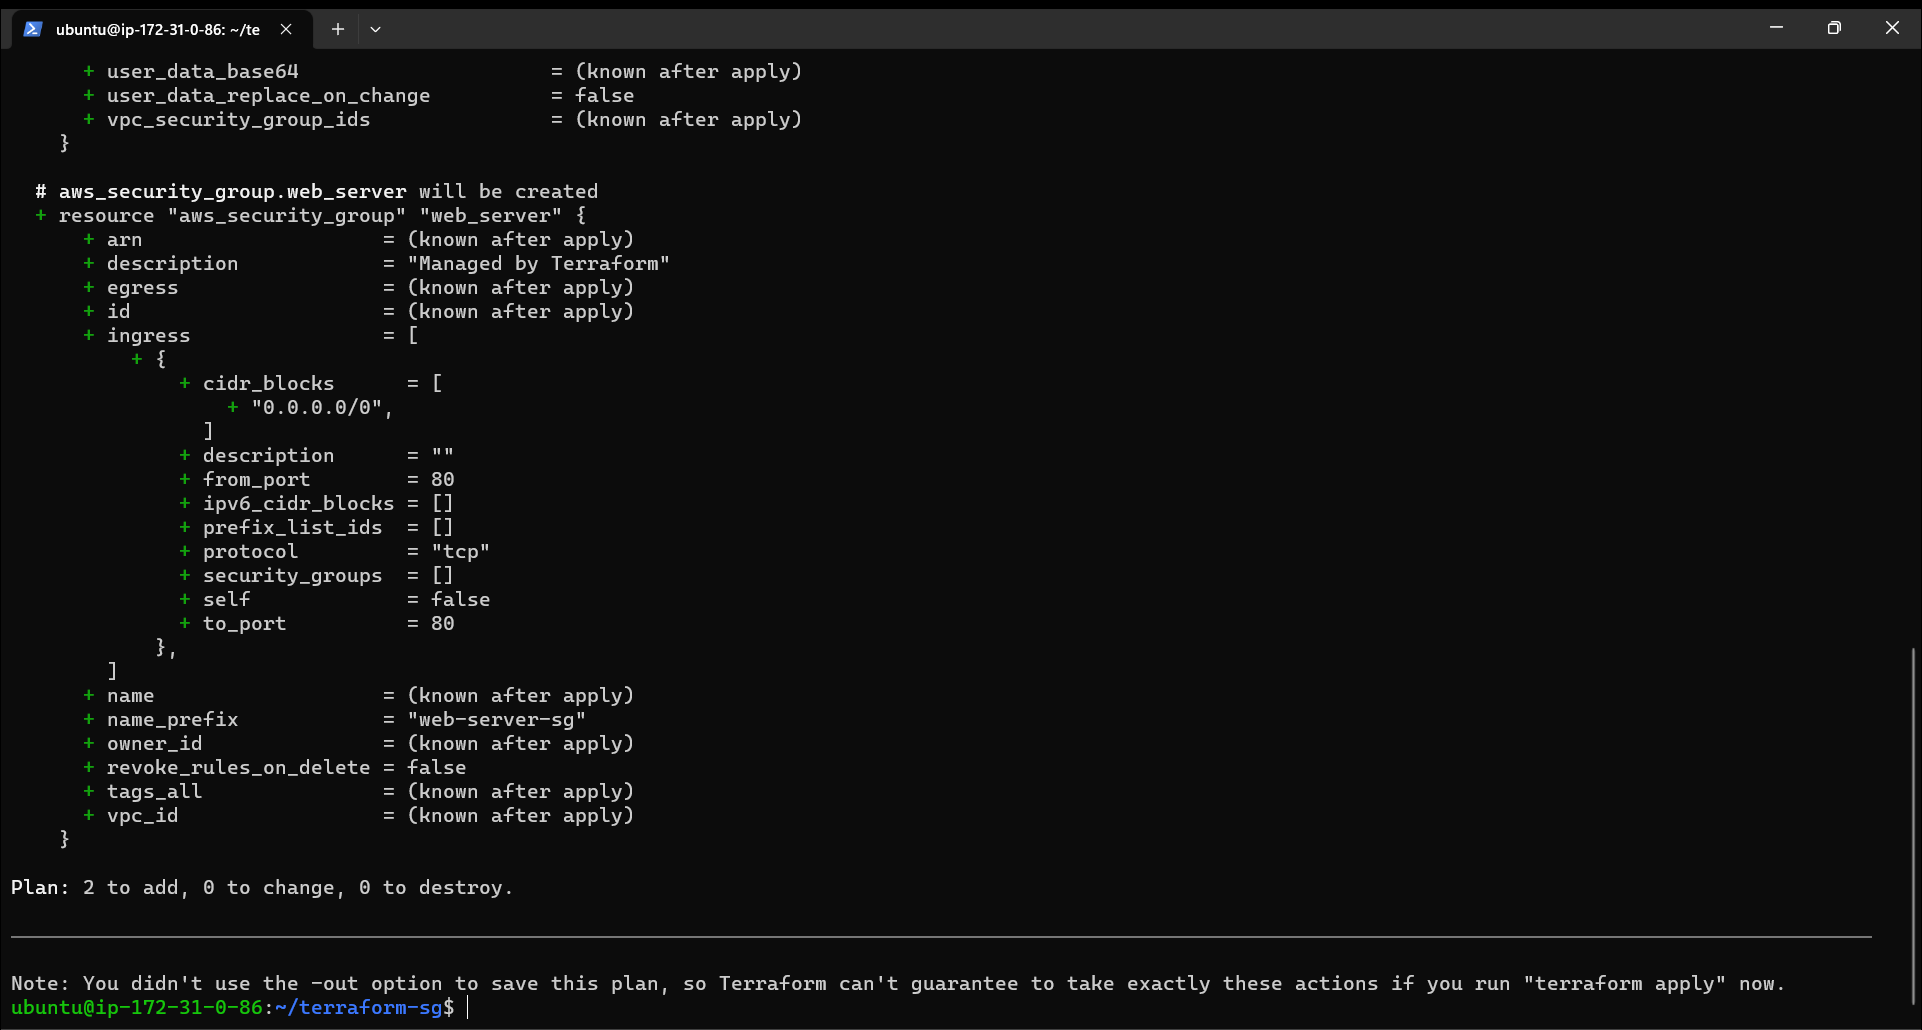 ubuntu@ip-172-31-0-86: ~/te
+ user_data_base64 = (known after apply)
+ user_data_replace_on_change = false
+ vpc_security_group_ids = (known after apply)
}
# aws_security_group.web_server will be created
+ resource "aws_security_group" "web_server" {
+ arn = (known after apply)
+ description = "Managed by Terraform"
+ egress = (known after apply)
+ id = (known after apply)
+ ingress = [
+ {
+ cidr_blocks = [
+ "0.0.0.0/0",
]
+ description = ""
+ from_port = 80
+ ipv6_cidr_blocks = []
+ prefix_list_ids = []
+ protocol = "tcp"
+ security_groups = []
+ self = false
+ to_port = 80
},
]
+ name = (known after apply)
+ name_prefix = "web-server-sg"
+ owner_id = (known after apply)
+ revoke_rules_on_delete = false
+ tags_all = (known after apply)
+ vpc_id = (known after apply)
}
Plan: 2 to add, 0 to change, 0 to destroy.
Note: You didn't use the -out option to save this plan, so Terraform can't guarantee to take exactly these actions if you run "terraform apply" now.
ubuntu@ip-172-31-0-86:~/terraform-sg$